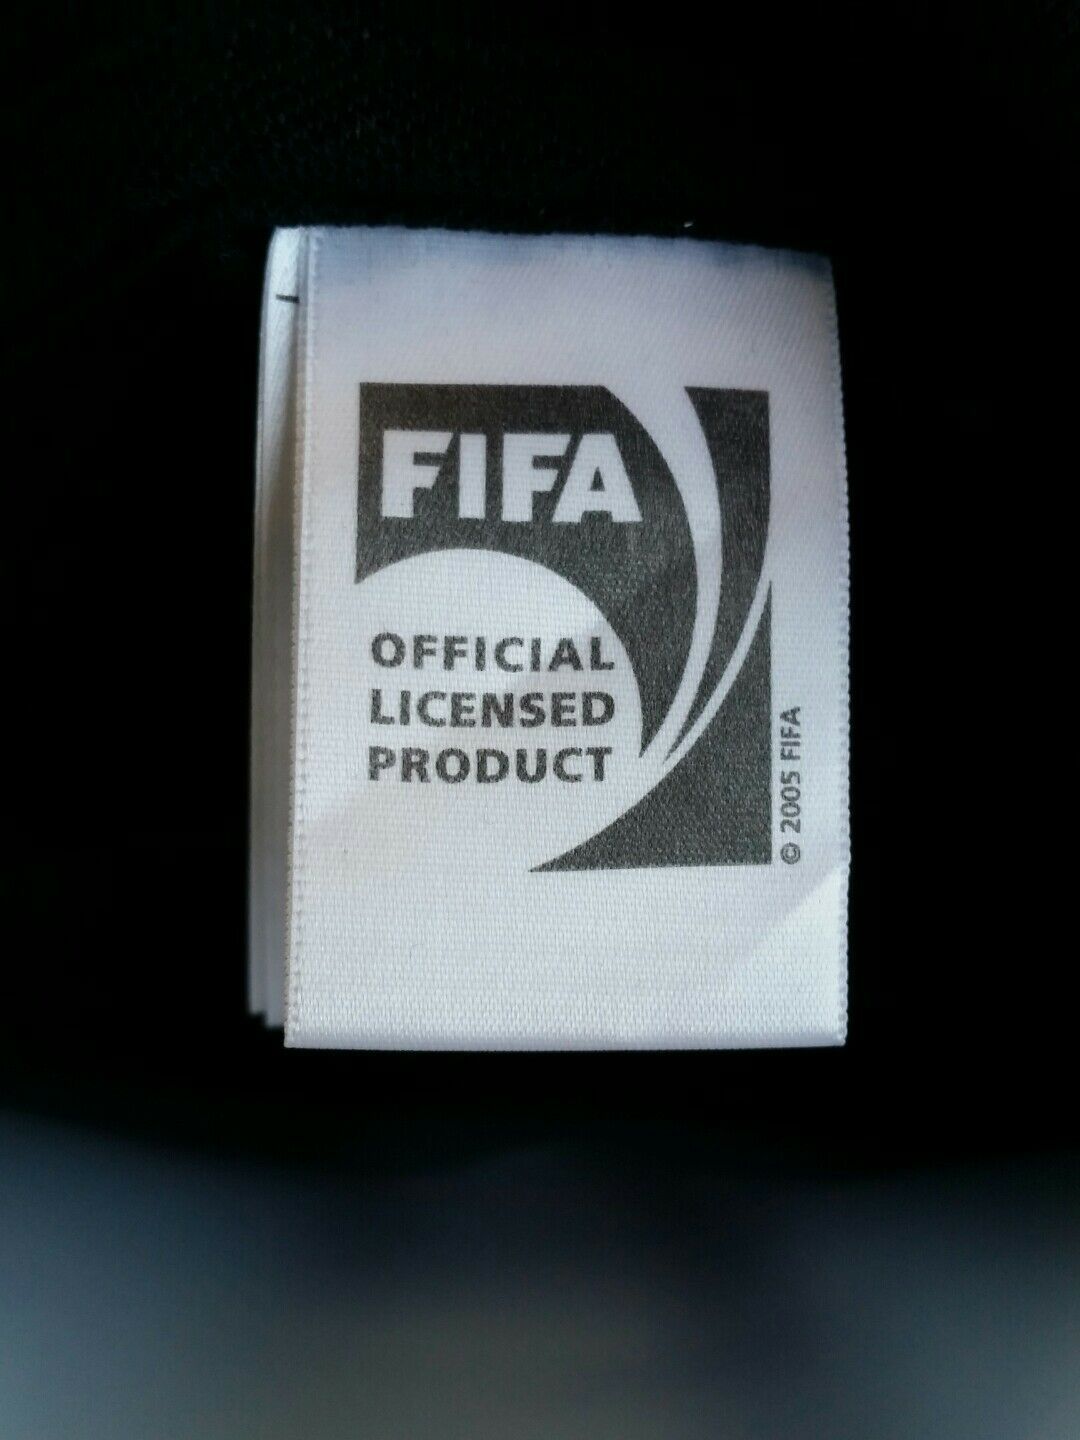 FIFA
OFFICIAL
LICENSED
PRODUCT
© 2005 FIFA